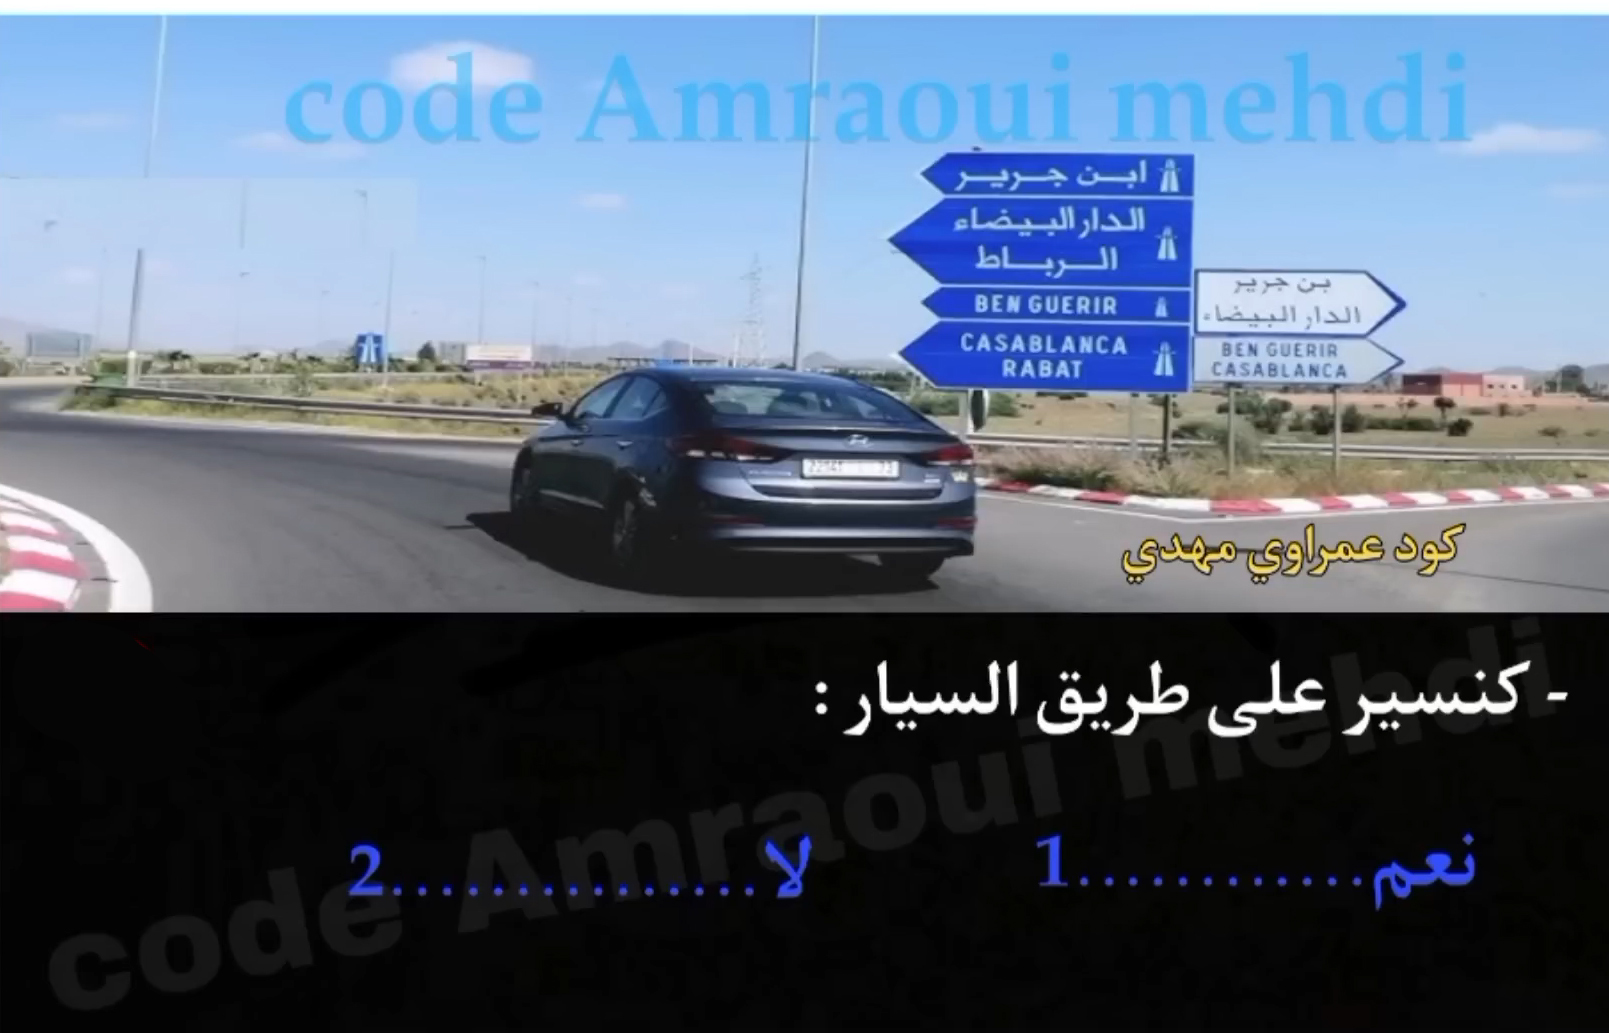 code Amraoui mehdi
ابن جرير
الدار البيضاء
الرباط
BEN GUERIR
CASABLANCA
RABAT
بن جرير
الدار البيضاء
BEN GUERIR
CASABLANCA
كود عمراوي مهدي
- كنسير على طريق السيار :
نعم............1
لا...............2
code Amraoui mehdi